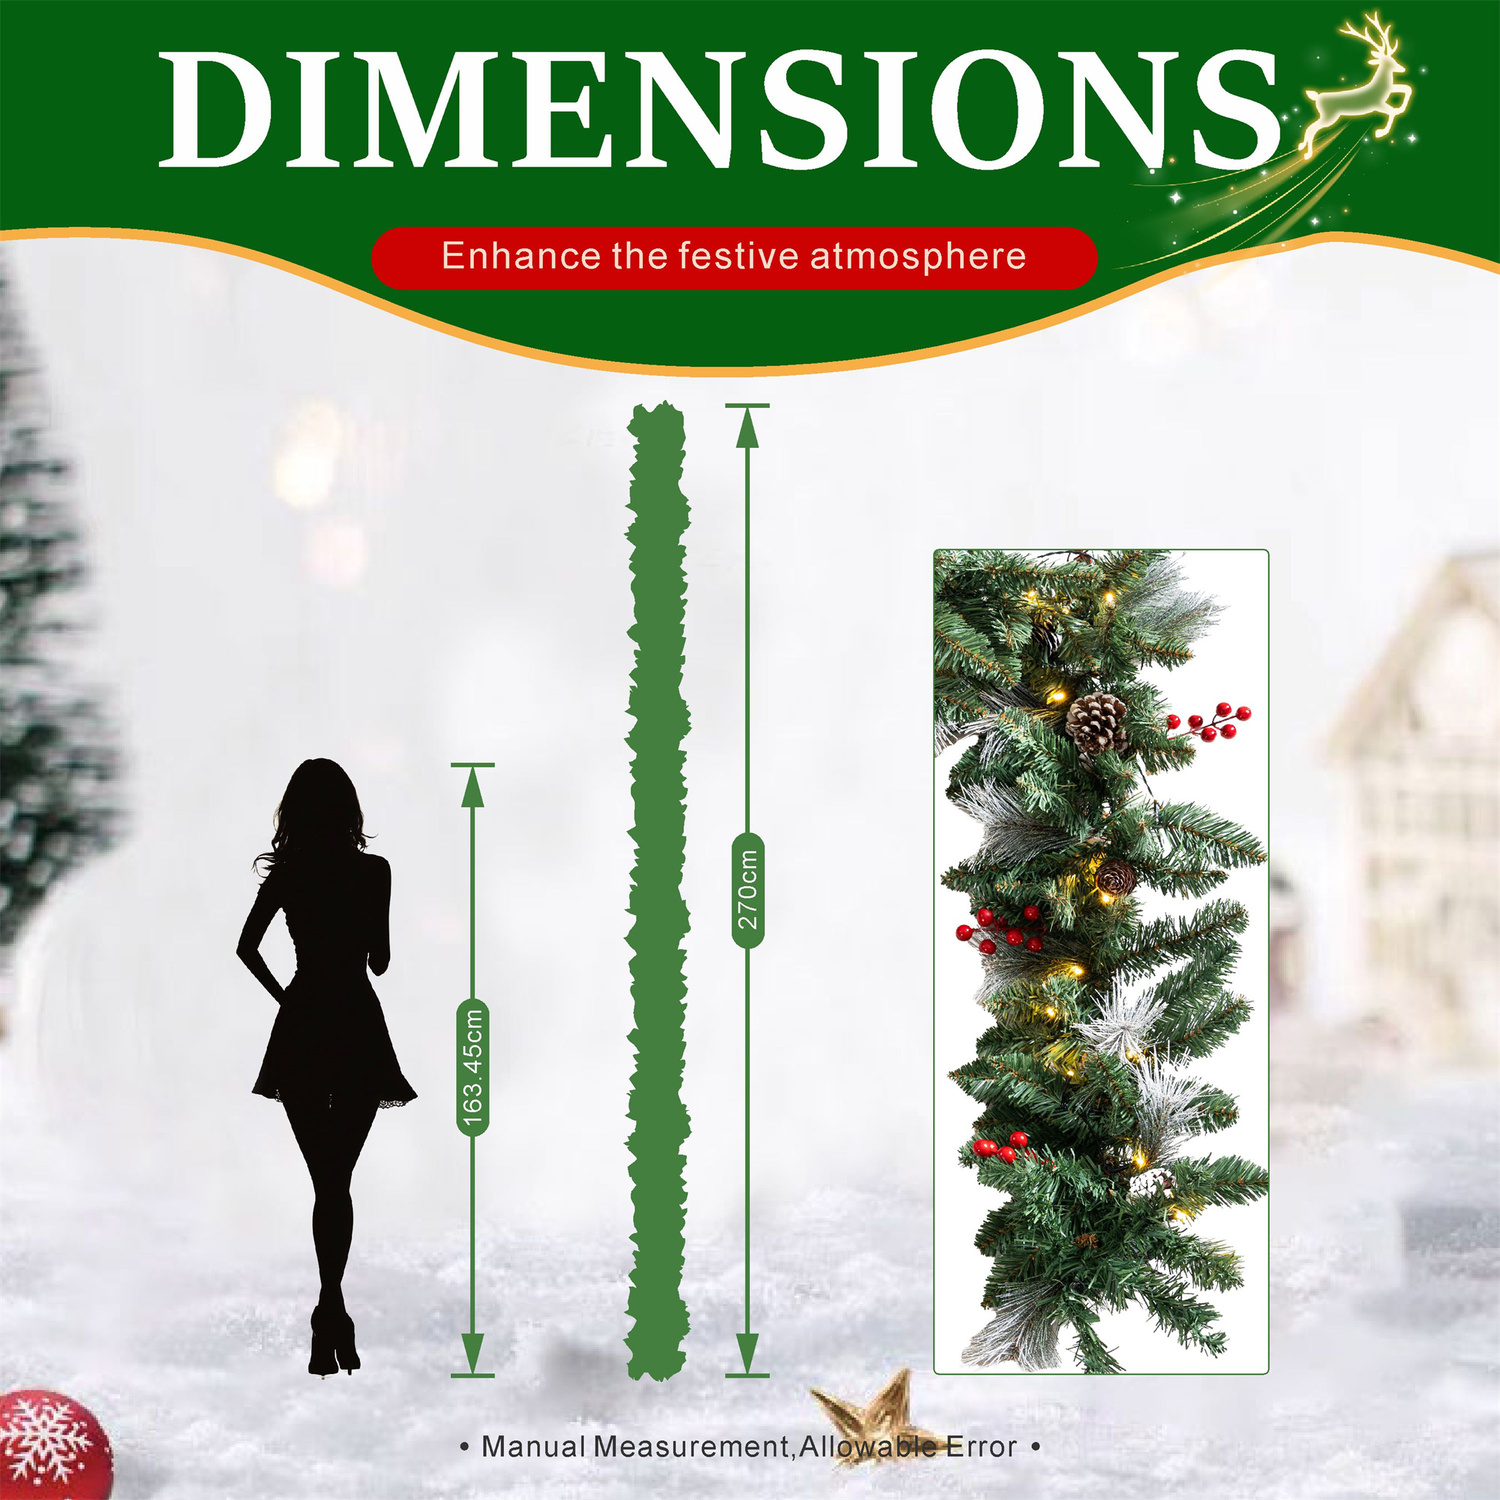 DIMENSIONS
Enhance the festive atmosphere
270cm
163.45cm
• Manual Measurement,Allowable Error •